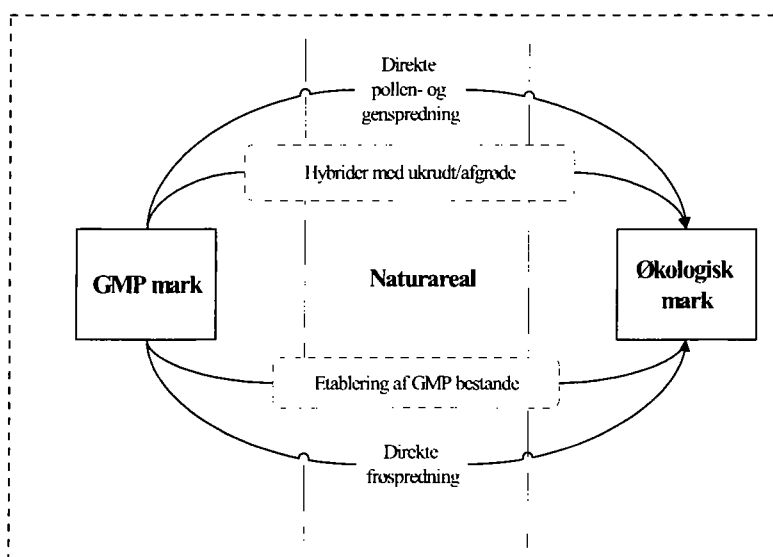 Direkte
pollen- og
genspredning
Hybrider med ukrudt/afgrøde
GMP mark
Naturareal
Økologisk
mark
Etablering af GMP bestande
Direkte
frøspredning